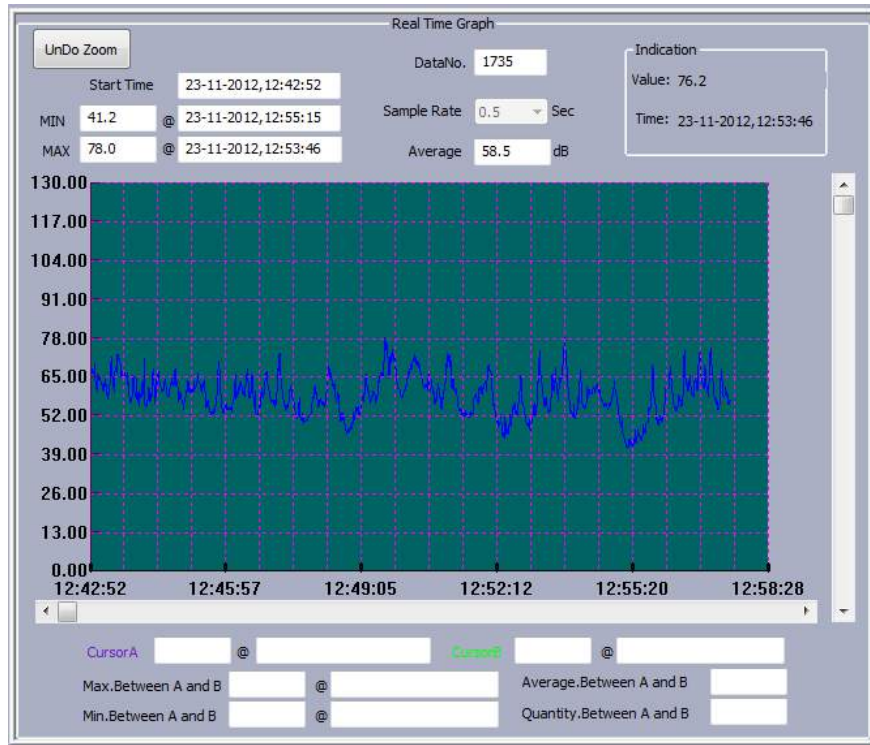 Real Time Graph
UnDo Zoom
DataNo. 1735
Indication
Value: 76.2
Time: 23-11-2012,12:53:46
Start Time 23-11-2012,12:42:52
MIN 41.2 @ 23-11-2012,12:55:15
Sample Rate 0.5 Sec
MAX 78.0 @ 23-11-2012,12:53:46
Average 58.5 dB
130.00
117.00
104.00
91.00
78.00
65.00
52.00
39.00
26.00
13.00
0.00
12:42:52 12:45:57 12:49:05 12:52:12 12:55:20 12:58:28
CursorA @ CursorB @
Max.Between A and B @ Average.Between A and B
Min.Between A and B @ Quantity.Between A and B